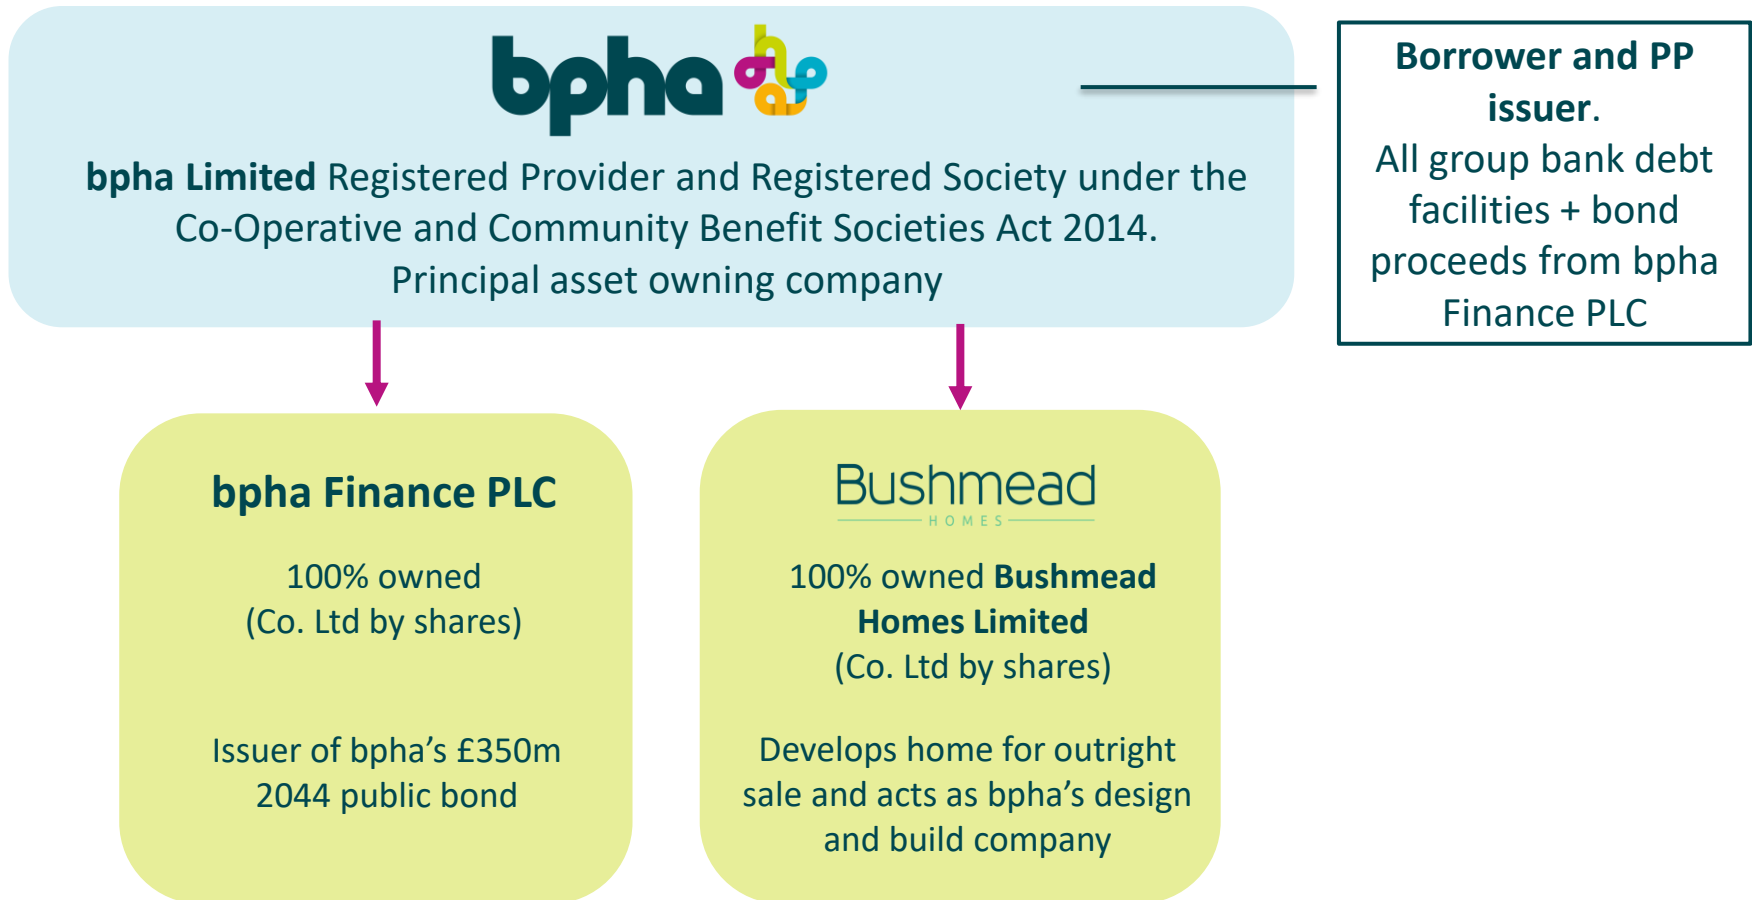 bpha
bpha Limited Registered Provider and Registered Society under the
Co-Operative and Community Benefit Societies Act 2014.
Principal asset owning company
Borrower and PP
issuer.
All group bank debt
facilities + bond
proceeds from bpha
Finance PLC
bpha Finance PLC
100% owned
(Co. Ltd by shares)
Issuer of bpha’s £350m
2044 public bond
Bushmead
HOMES
100% owned Bushmead
Homes Limited
(Co. Ltd by shares)
Develops home for outright
sale and acts as bpha’s design
and build company